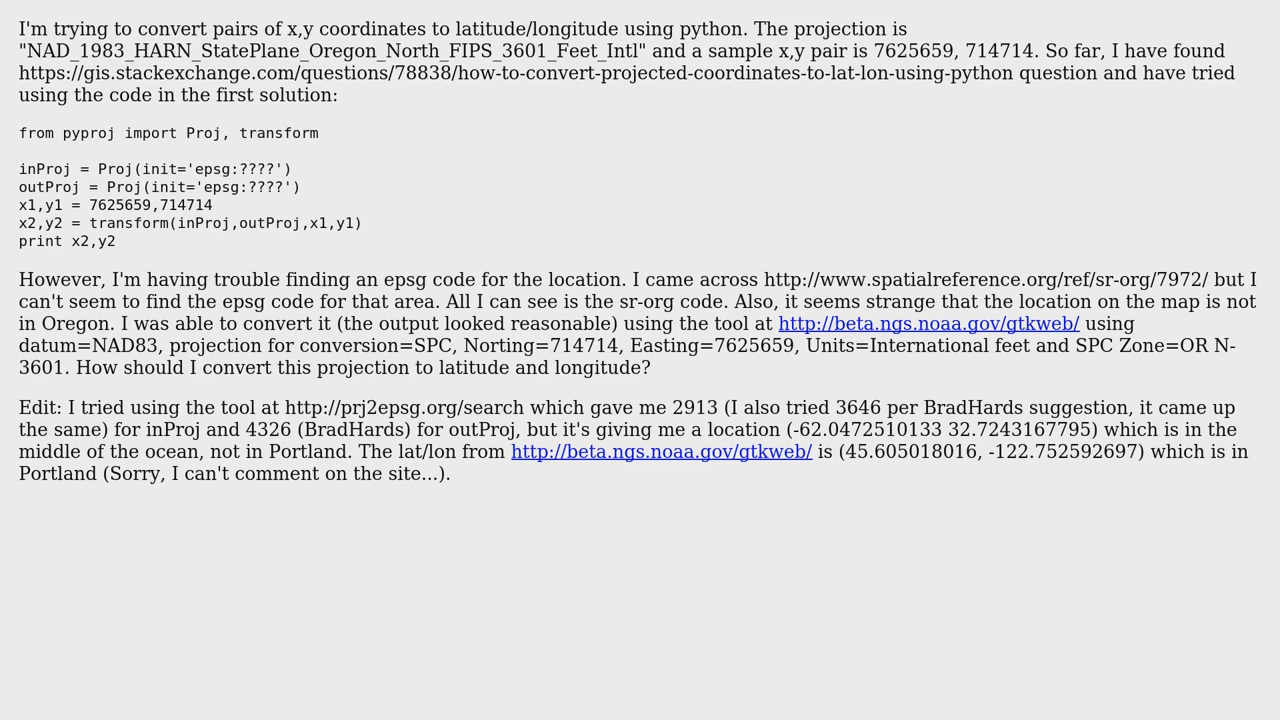 I'm trying to convert pairs of x,y coordinates to latitude/longitude using python. The projection is
"NAD_1983_HARN_StatePlane_Oregon_North_FIPS_3601_Feet_Intl" and a sample x,y pair is 7625659, 714714. So far, I have found
https://gis.stackexchange.com/questions/78838/how-to-convert-projected-coordinates-to-lat-lon-using-python question and have tried
using the code in the first solution:
from pyproj import Proj, transform
inProj = Proj(init='epsg:????')
outProj = Proj(init='epsg:????')
x1,y1 = 7625659,714714
x2,y2 = transform(inProj,outProj,x1,y1)
print x2,y2
However, I'm having trouble finding an epsg code for the location. I came across http://www.spatialreference.org/ref/sr-org/7972/ but I
can't seem to find the epsg code for that area. All I can see is the sr-org code. Also, it seems strange that the location on the map is not
in Oregon. I was able to convert it (the output looked reasonable) using the tool at http://beta.ngs.noaa.gov/gtkweb/ using
datum=NAD83, projection for conversion=SPC, Norting=714714, Easting=7625659, Units=International feet and SPC Zone=OR N-
3601. How should I convert this projection to latitude and longitude?
Edit: I tried using the tool at http://prj2epsg.org/search which gave me 2913 (I also tried 3646 per BradHards suggestion, it came up
the same) for inProj and 4326 (BradHards) for outProj, but it's giving me a location (-62.0472510133 32.7243167795) which is in the
middle of the ocean, not in Portland. The lat/lon from http://beta.ngs.noaa.gov/gtkweb/ is (45.605018016, -122.752592697) which is in
Portland (Sorry, I can't comment on the site...).